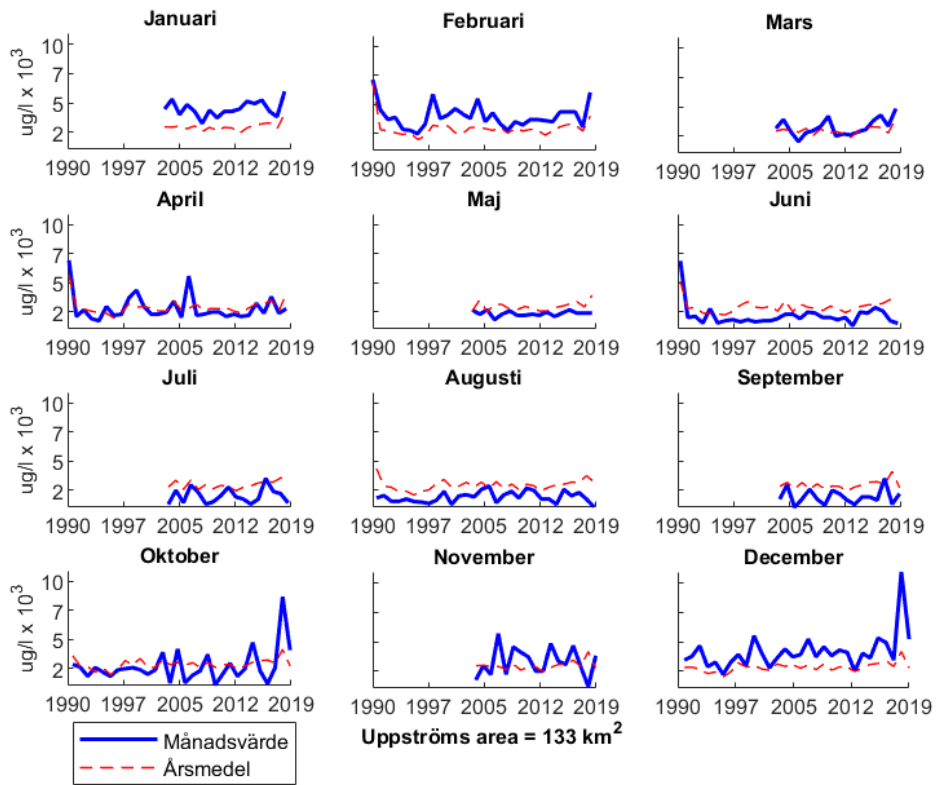 Januari Februari Mars
10
7
5
2
ug/l x 10³
1990 1997 2005 2012 2019 1990 1997 2005 2012 2019 1990 1997 2005 2012 2019
April Maj Juni
10
7
5
2
ug/l x 10³
1990 1997 2005 2012 2019 1990 1997 2005 2012 2019 1990 1997 2005 2012 2019
Juli Augusti September
10
7
5
2
ug/l x 10³
1990 1997 2005 2012 2019 1990 1997 2005 2012 2019 1990 1997 2005 2012 2019
Oktober November December
10
7
5
2
ug/l x 10³
1990 1997 2005 2012 2019 1990 1997 2005 2012 2019 1990 1997 2005 2012 2019
Månadsvärde
Årsmedel
Uppströms area = 133 km²